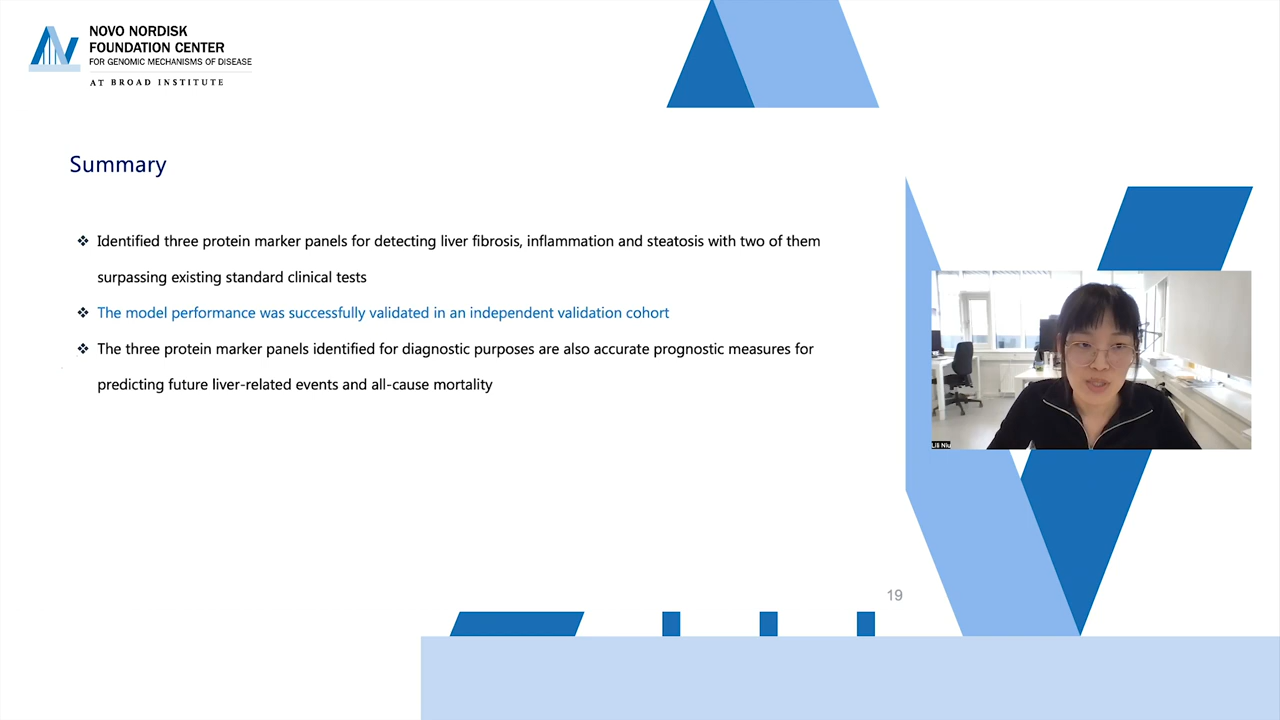 NOVO NORDISK
FOUNDATION CENTER
FOR GENOMIC MECHANISMS OF DISEASE
AT BROAD INSTITUTE
Summary
❖ Identified three protein marker panels for detecting liver fibrosis, inflammation and steatosis with two of them
surpassing existing standard clinical tests
❖ The model performance was successfully validated in an independent validation cohort
❖ The three protein marker panels identified for diagnostic purposes are also accurate prognostic measures for
predicting future liver-related events and all-cause mortality
Lili Niu
19